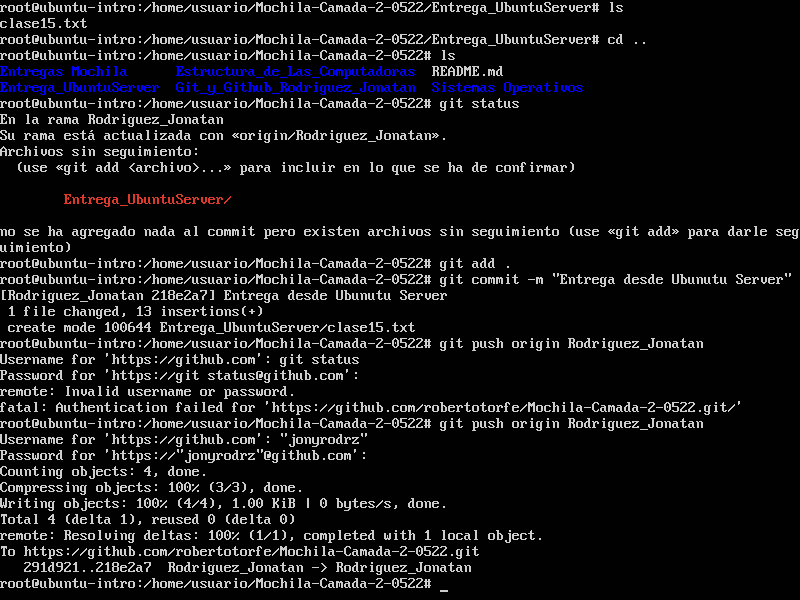 root@ubuntu-intro:/home/usuario/Mochila-Camada-2-0522/Entrega_UbuntuServer# ls
clase15.txt
root@ubuntu-intro:/home/usuario/Mochila-Camada-2-0522/Entrega_UbuntuServer# cd ..
root@ubuntu-intro:/home/usuario/Mochila-Camada-2-0522# ls
Entregas Mochila      Estructura_de_Las_Computadoras  README.md
Entrega_UbuntuServer  Git_y_Github_Rodriguez_Jonatan  Sistemas Operativos
root@ubuntu-intro:/home/usuario/Mochila-Camada-2-0522# git status
En la rama Rodriguez_Jonatan
Su rama está actualizada con «origin/Rodriguez_Jonatan».
Archivos sin seguimiento:
  (use «git add <archivo>...» para incluir en lo que se ha de confirmar)
        Entrega_UbuntuServer/
no se ha agregado nada al commit pero existen archivos sin seguimiento (use «git add» para darle seg
uimiento)
root@ubuntu-intro:/home/usuario/Mochila-Camada-2-0522# git add .
root@ubuntu-intro:/home/usuario/Mochila-Camada-2-0522# git commit -m "Entrega desde Ubunutu Server"
[Rodriguez_Jonatan 218e2a7] Entrega desde Ubunutu Server
 1 file changed, 13 insertions(+)
 create mode 100644 Entrega_UbuntuServer/clase15.txt
root@ubuntu-intro:/home/usuario/Mochila-Camada-2-0522# git push origin Rodriguez_Jonatan
Username for 'https://github.com': git status
Password for 'https://git status@github.com':
remote: Invalid username or password.
fatal: Authentication failed for 'https://github.com/robertotorfe/Mochila-Camada-2-0522.git/'
root@ubuntu-intro:/home/usuario/Mochila-Camada-2-0522# git push origin Rodriguez_Jonatan
Username for 'https://github.com': "jonyrodrz"
Password for 'https://"jonyrodrz"@github.com':
Counting objects: 4, done.
Compressing objects: 100% (3/3), done.
Writing objects: 100% (4/4), 1.00 KiB | 0 bytes/s, done.
Total 4 (delta 1), reused 0 (delta 0)
remote: Resolving deltas: 100% (1/1), completed with 1 local object.
To https://github.com/robertotorfe/Mochila-Camada-2-0522.git
   291d921..218e2a7  Rodriguez_Jonatan -> Rodriguez_Jonatan
root@ubuntu-intro:/home/usuario/Mochila-Camada-2-0522# _